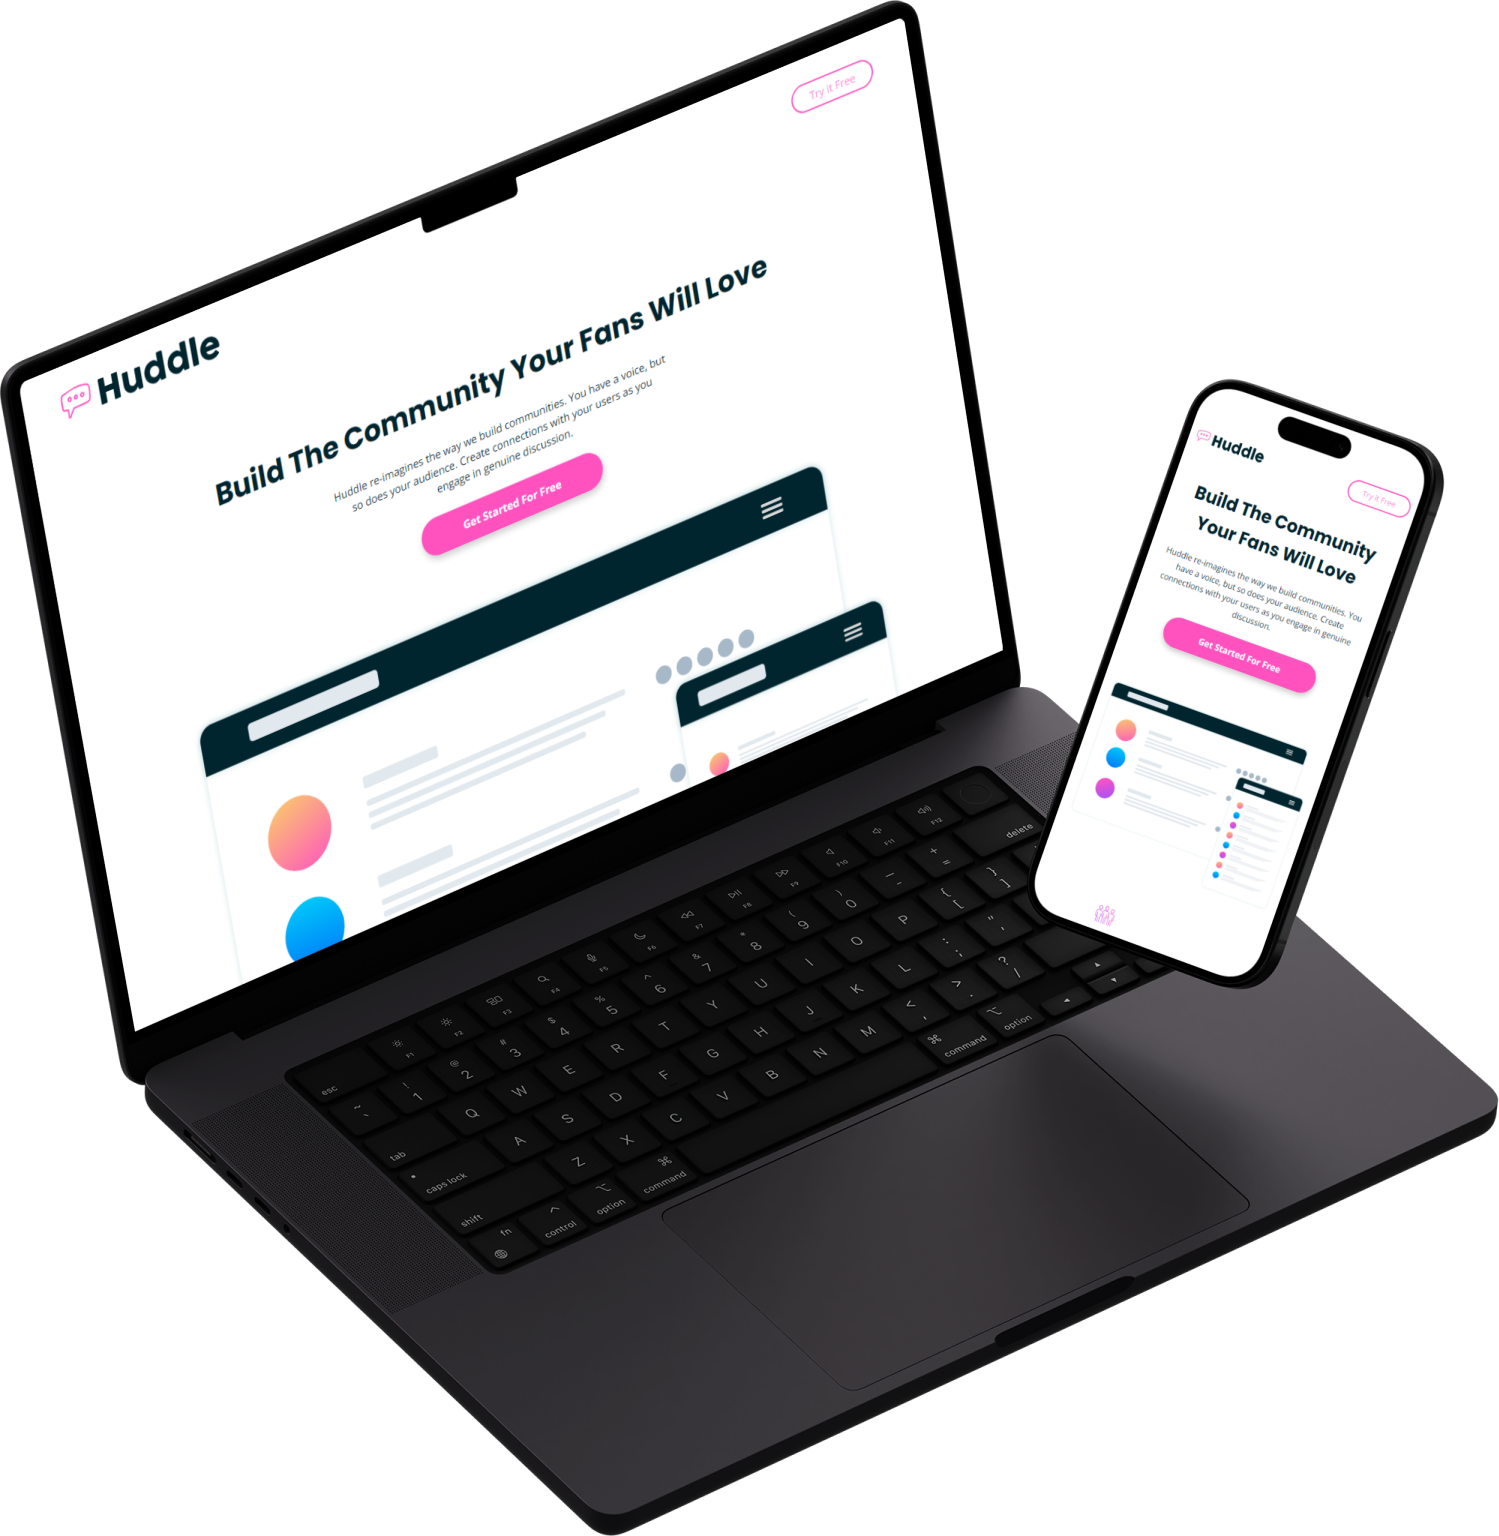 Try it Free
Huddle
Build The Community Your Fans Will Love
Huddle re-imagines the way we build communities. You have a voice, but
so does your audience. Create connections with your users as you
engage in genuine discussion.
Get Started For Free
Huddle
Try it Free
Build The Community
Your Fans Will Love
Huddle re-imagines the way we build communities. You
have a voice, but so does your audience. Create
connections with your users as you engage in genuine
discussion.
Get Started For Free
esc F1 F2 F3 F4 F5 F6 F7 F8 F9 F10 F11 F12
~ ` ! 1 @ 2 # 3 $ 4 % 5 ^ 6 & 7 * 8 ( 9 ) 0 — - + = delete
tab Q W E R T Y U I O P { [ } ]
caps lock A S D F G H J K L : ; " '
shift Z X C V B N M < , > . ? /
fn control option ⌘ command ⌘ command option